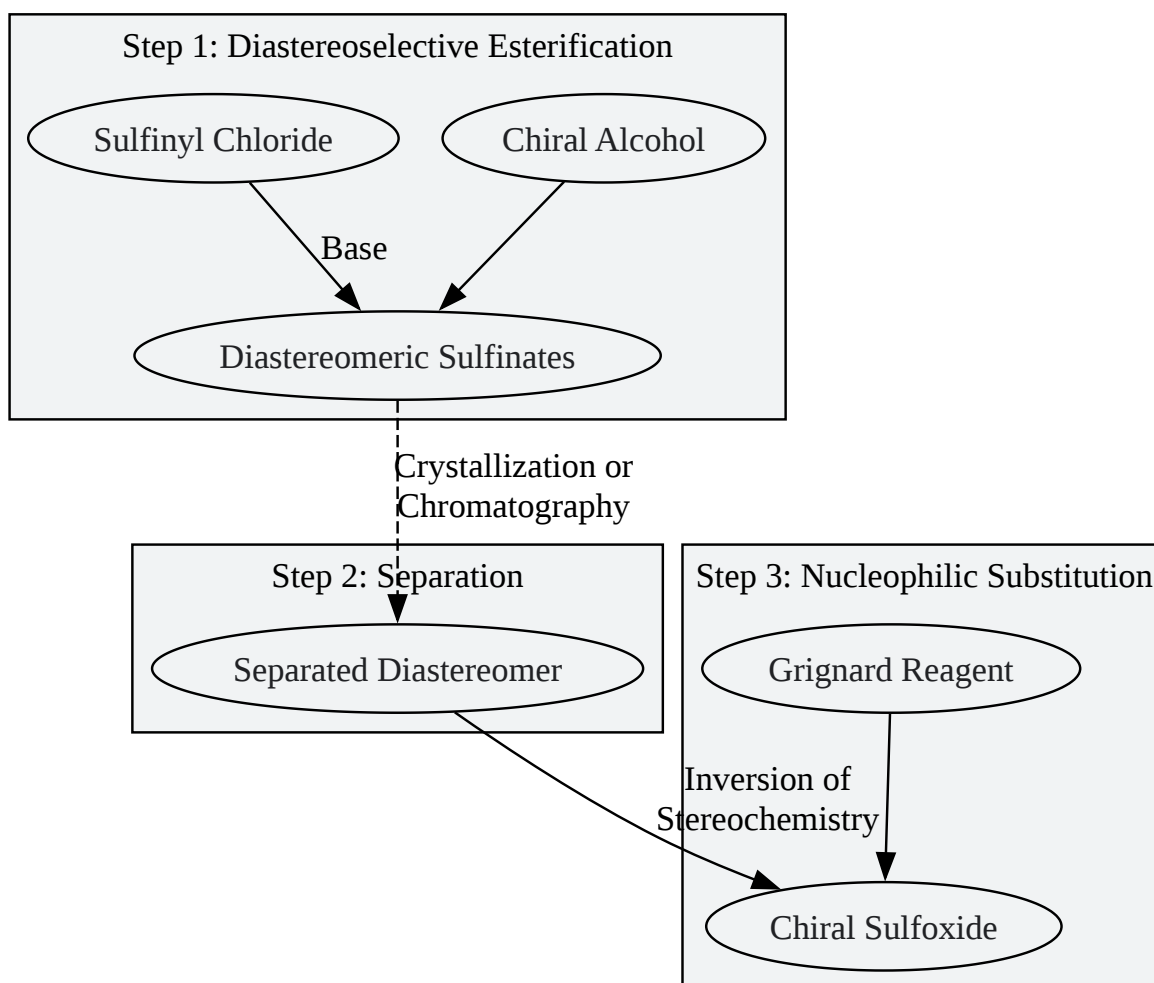 Step 1: Diastereoselective Esterification
Sulfinyl Chloride
Chiral Alcohol
Base
Diastereomeric Sulfinates
Crystallization or
Chromatography
Step 2: Separation
Step 3: Nucleophilic Substitution
Separated Diastereomer
Grignard Reagent
Inversion of
Stereochemistry
Chiral Sulfoxide